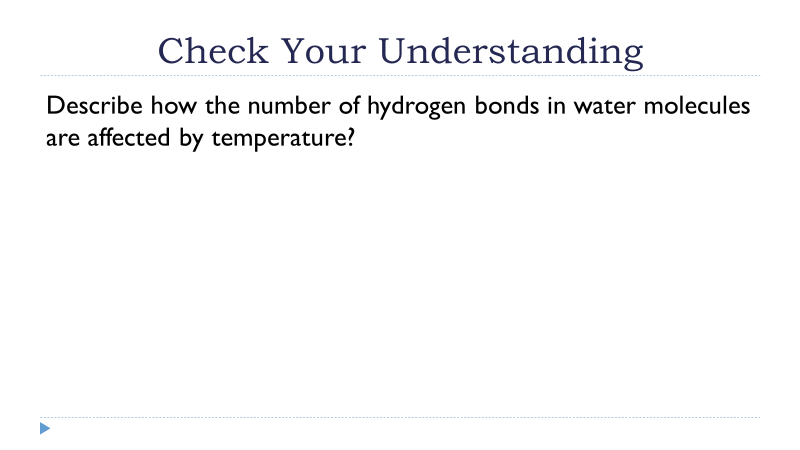 Check Your Understanding
Describe how the number of hydrogen bonds in water molecules
are affected by temperature?